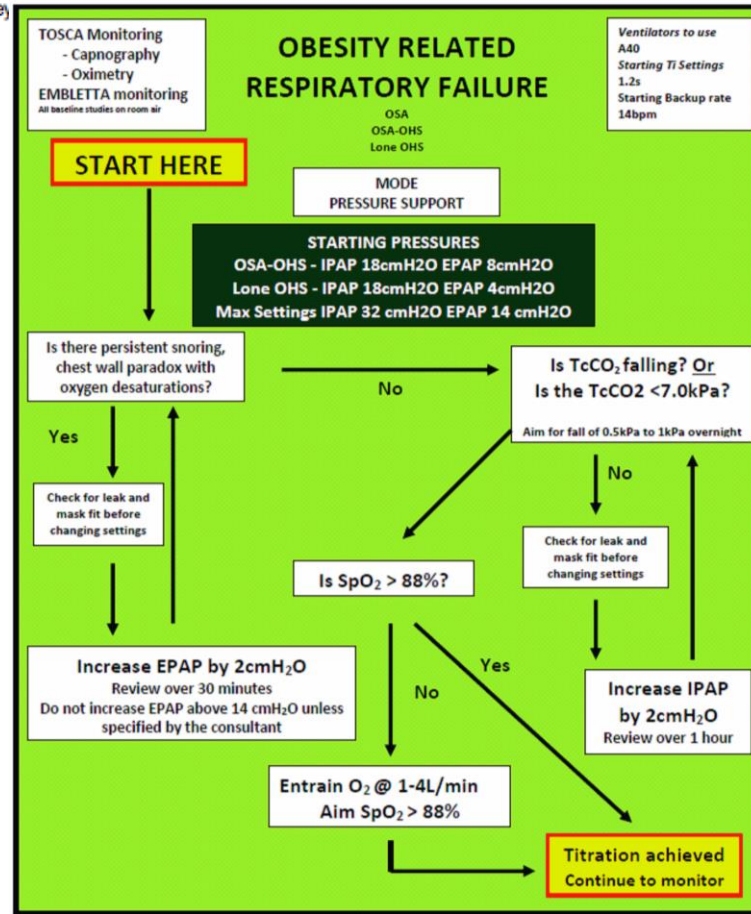 TOSCA Monitoring
- Capnography
- Oximetry
EMBLETTA monitoring
All baseline studies on room air
OBESITY RELATED
RESPIRATORY FAILURE
OSA
OSA-OHS
Lone OHS
Ventilators to use
A40
Starting Ti Settings
1.2s
Starting Backup rate
14bpm
START HERE
MODE
PRESSURE SUPPORT
STARTING PRESSURES
OSA-OHS - IPAP 18cmH2O EPAP 8cmH2O
Lone OHS - IPAP 18cmH2O EPAP 4cmH2O
Max Settings IPAP 32 cmH2O EPAP 14 cmH2O
Is there persistent snoring,
chest wall paradox with
oxygen desaturations?
No
Is TcCO₂ falling? Or
Is the TcCO2 <7.0kPa?
Aim for fall of 0.5kPa to 1kPa overnight
Yes
No
Check for leak and
mask fit before
changing settings
Check for leak and
mask fit before
changing settings
Is SpO₂ > 88%?
Increase EPAP by 2cmH₂O
Review over 30 minutes
Do not increase EPAP above 14 cmH₂O unless
specified by the consultant
No
Yes
Increase IPAP
by 2cmH₂O
Review over 1 hour
Entrain O₂ @ 1-4L/min
Aim SpO₂ > 88%
Titration achieved
Continue to monitor